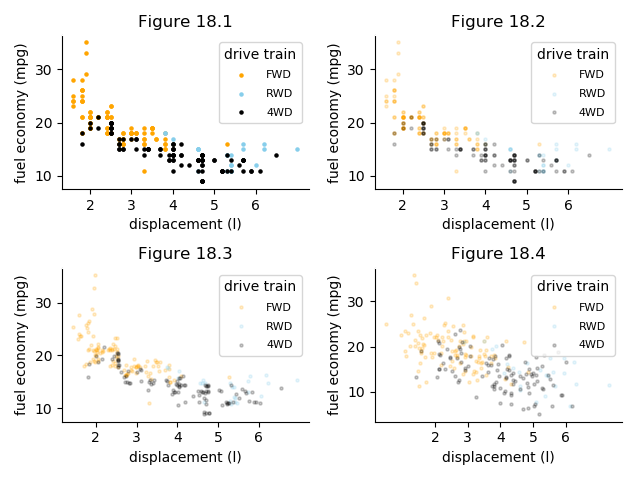 Figure 18.1
fuel economy (mpg)
30
20
10
2 3 4 5 6
displacement (l)
drive train
FWD
RWD
4WD
Figure 18.2
fuel economy (mpg)
30
20
10
2 3 4 5 6
displacement (l)
drive train
FWD
RWD
4WD
Figure 18.3
fuel economy (mpg)
30
20
10
2 3 4 5 6
displacement (l)
drive train
FWD
RWD
4WD
Figure 18.4
fuel economy (mpg)
30
20
10
2 3 4 5 6
displacement (l)
drive train
FWD
RWD
4WD